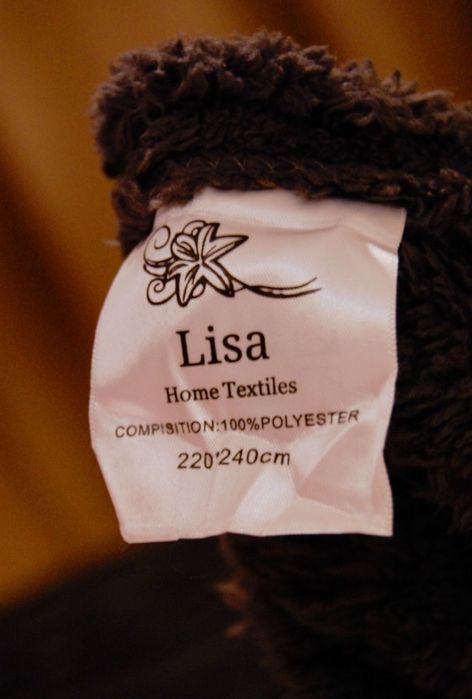 Lisa
Home Textiles
COMPISITION:100%POLYESTER
220*240cm